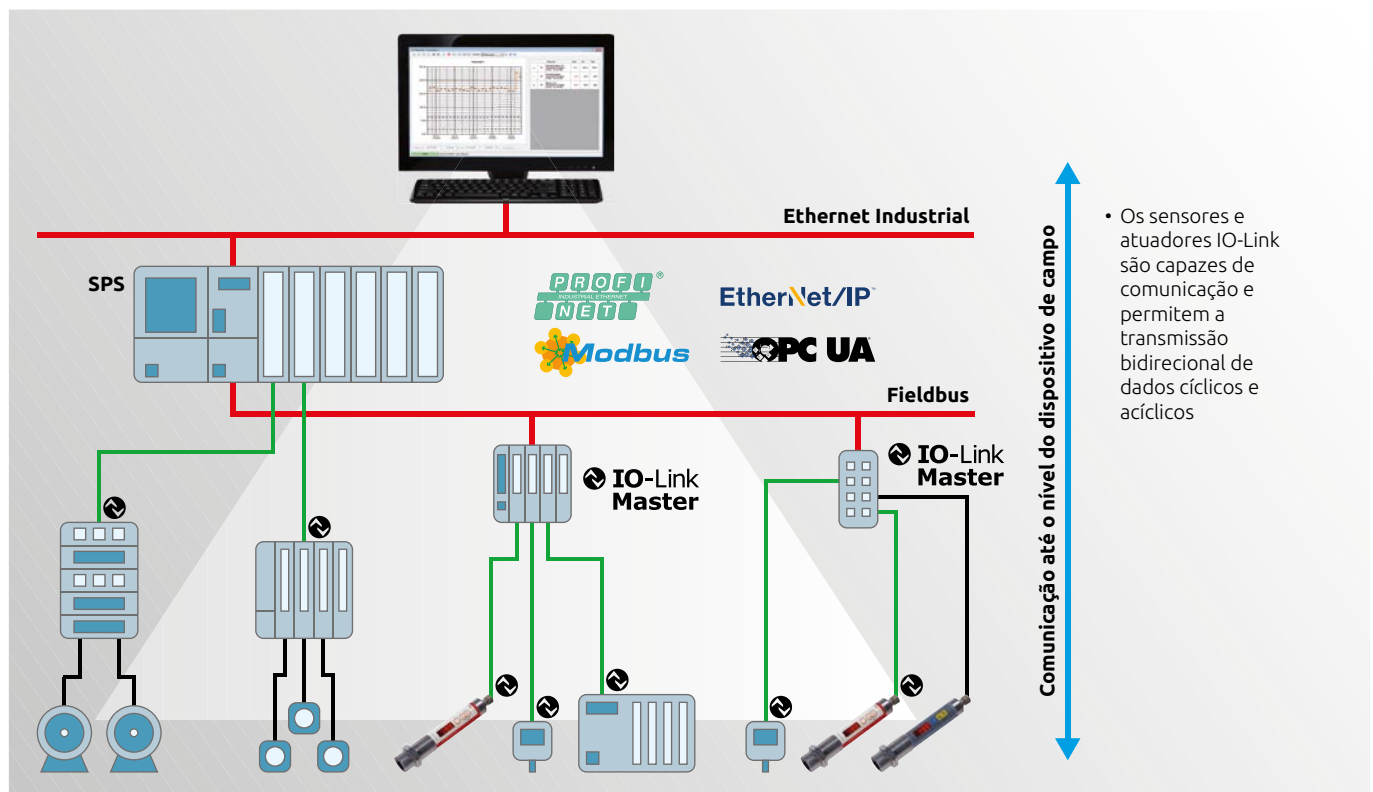 Ethernet Industrial
SPS
PROFI
INDUSTRIAL ETHERNET
NET
®
EtherNet/IP™
Modbus
OPC UA
Fieldbus
IO-Link
Master
IO-Link
Master
Comunicação até o nível do dispositivo de campo
• Os sensores e
atuadores IO-Link
são capazes de
comunicação e
permitem a
transmissão
bidirecional de
dados cíclicos e
acíclicos